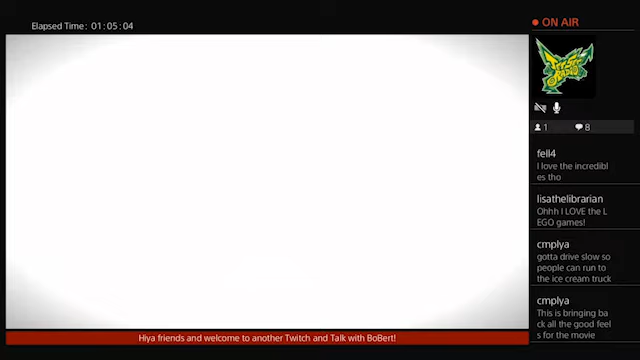 Elapsed Time: 01:05:04
ON AIR
1
8
fell4
I love the incredibl
es tho
lisathelibrarian
Ohhh I LOVE the L
EGO games!
cmplya
gotta drive slow so
people can run to
the ice cream truck
cmplya
This is bringing ba
ck all the good feel
s for the movie
Hiya friends and welcome to another Twitch and Talk with BoBert!